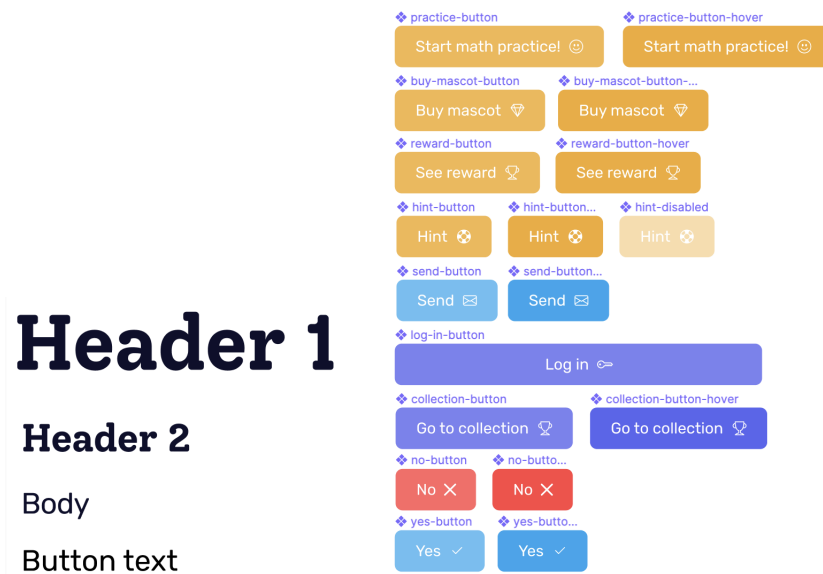 Header 1
Header 2
Body
Button text
practice-button
practice-button-hover
Start math practice!
Start math practice!
buy-mascot-button
buy-mascot-button-...
Buy mascot
Buy mascot
reward-button
reward-button-hover
See reward
See reward
hint-button
hint-button...
hint-disabled
Hint
Hint
Hint
send-button
send-button...
Send
Send
log-in-button
Log in
collection-button
collection-button-hover
Go to collection
Go to collection
no-button
no-butto...
No
No
yes-button
yes-butto...
Yes
Yes